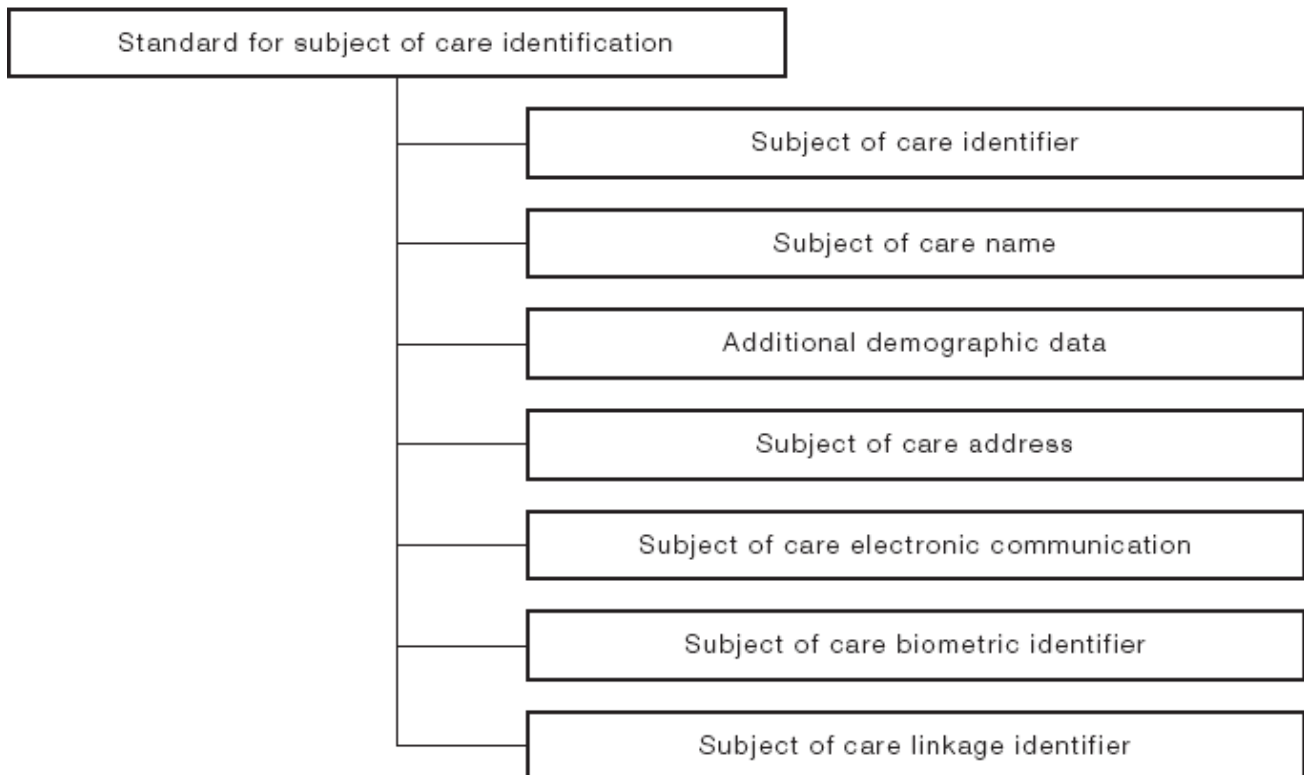 Standard for subject of care identification
Subject of care identifier
Subject of care name
Additional demographic data
Subject of care address
Subject of care electronic communication
Subject of care biometric identifier
Subject of care linkage identifier